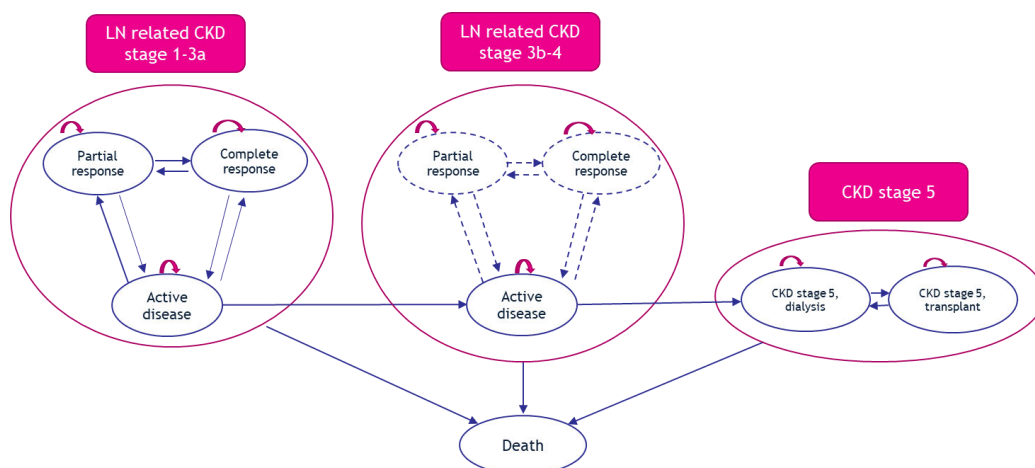 LN related CKD
stage 1-3a
LN related CKD
stage 3b-4
Partial
response
Complete
response
Partial
response
Complete
response
CKD stage 5
Active
disease
Active
disease
CKD stage 5,
dialysis
CKD stage 5,
transplant
Death